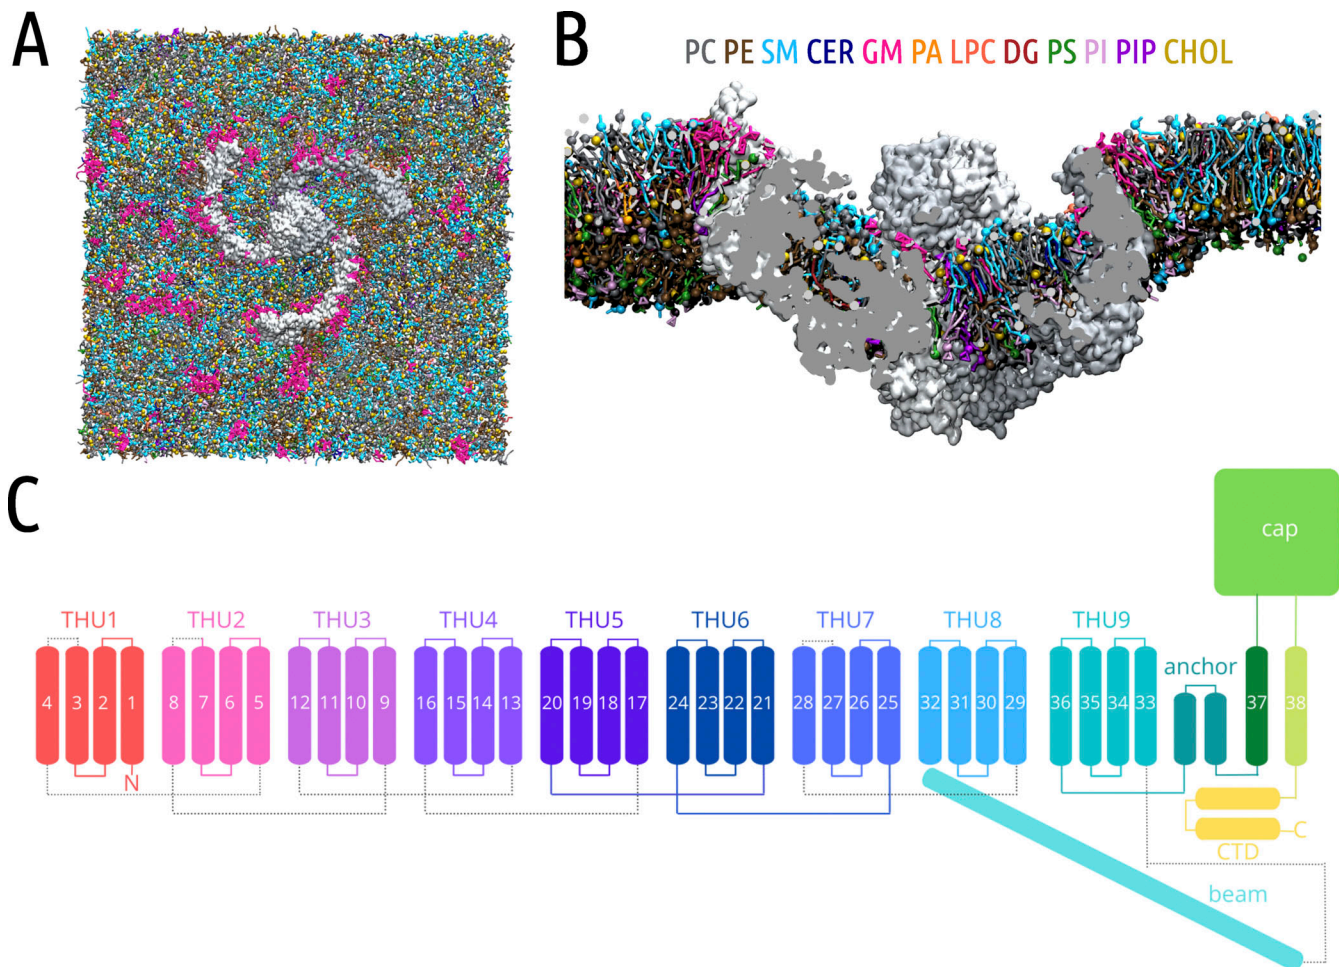 A
B
PC PE SM CER GM PA LPC DG PS PI PIP CHOL
C
cap
THU1 THU2 THU3 THU4 THU5 THU6 THU7 THU8 THU9
anchor
4 3 2 1 8 7 6 5 12 11 10 9 16 15 14 13 20 19 18 17 24 23 22 21 28 27 26 25 32 31 30 29 36 35 34 33 37 38
N
C
CTD
beam